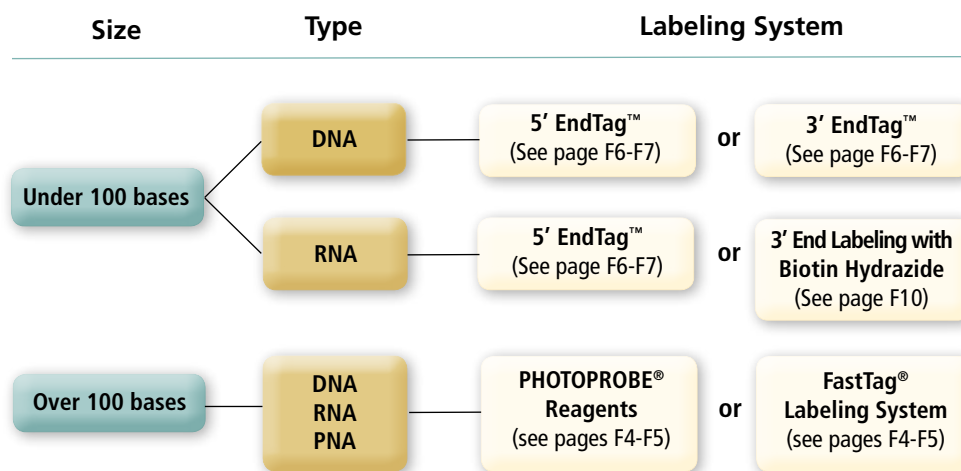 Size Type Labeling System
DNA
5’ EndTag™
(See page F6-F7)
or
3’ EndTag™
(See page F6-F7)
Under 100 bases
RNA
5’ EndTag™
(See page F6-F7)
or
3’ End Labeling with
Biotin Hydrazide
(See page F10)
Over 100 bases
DNA
RNA
PNA
PHOTOPROBE®
Reagents
(see pages F4-F5)
or
FastTag®
Labeling System
(see pages F4-F5)